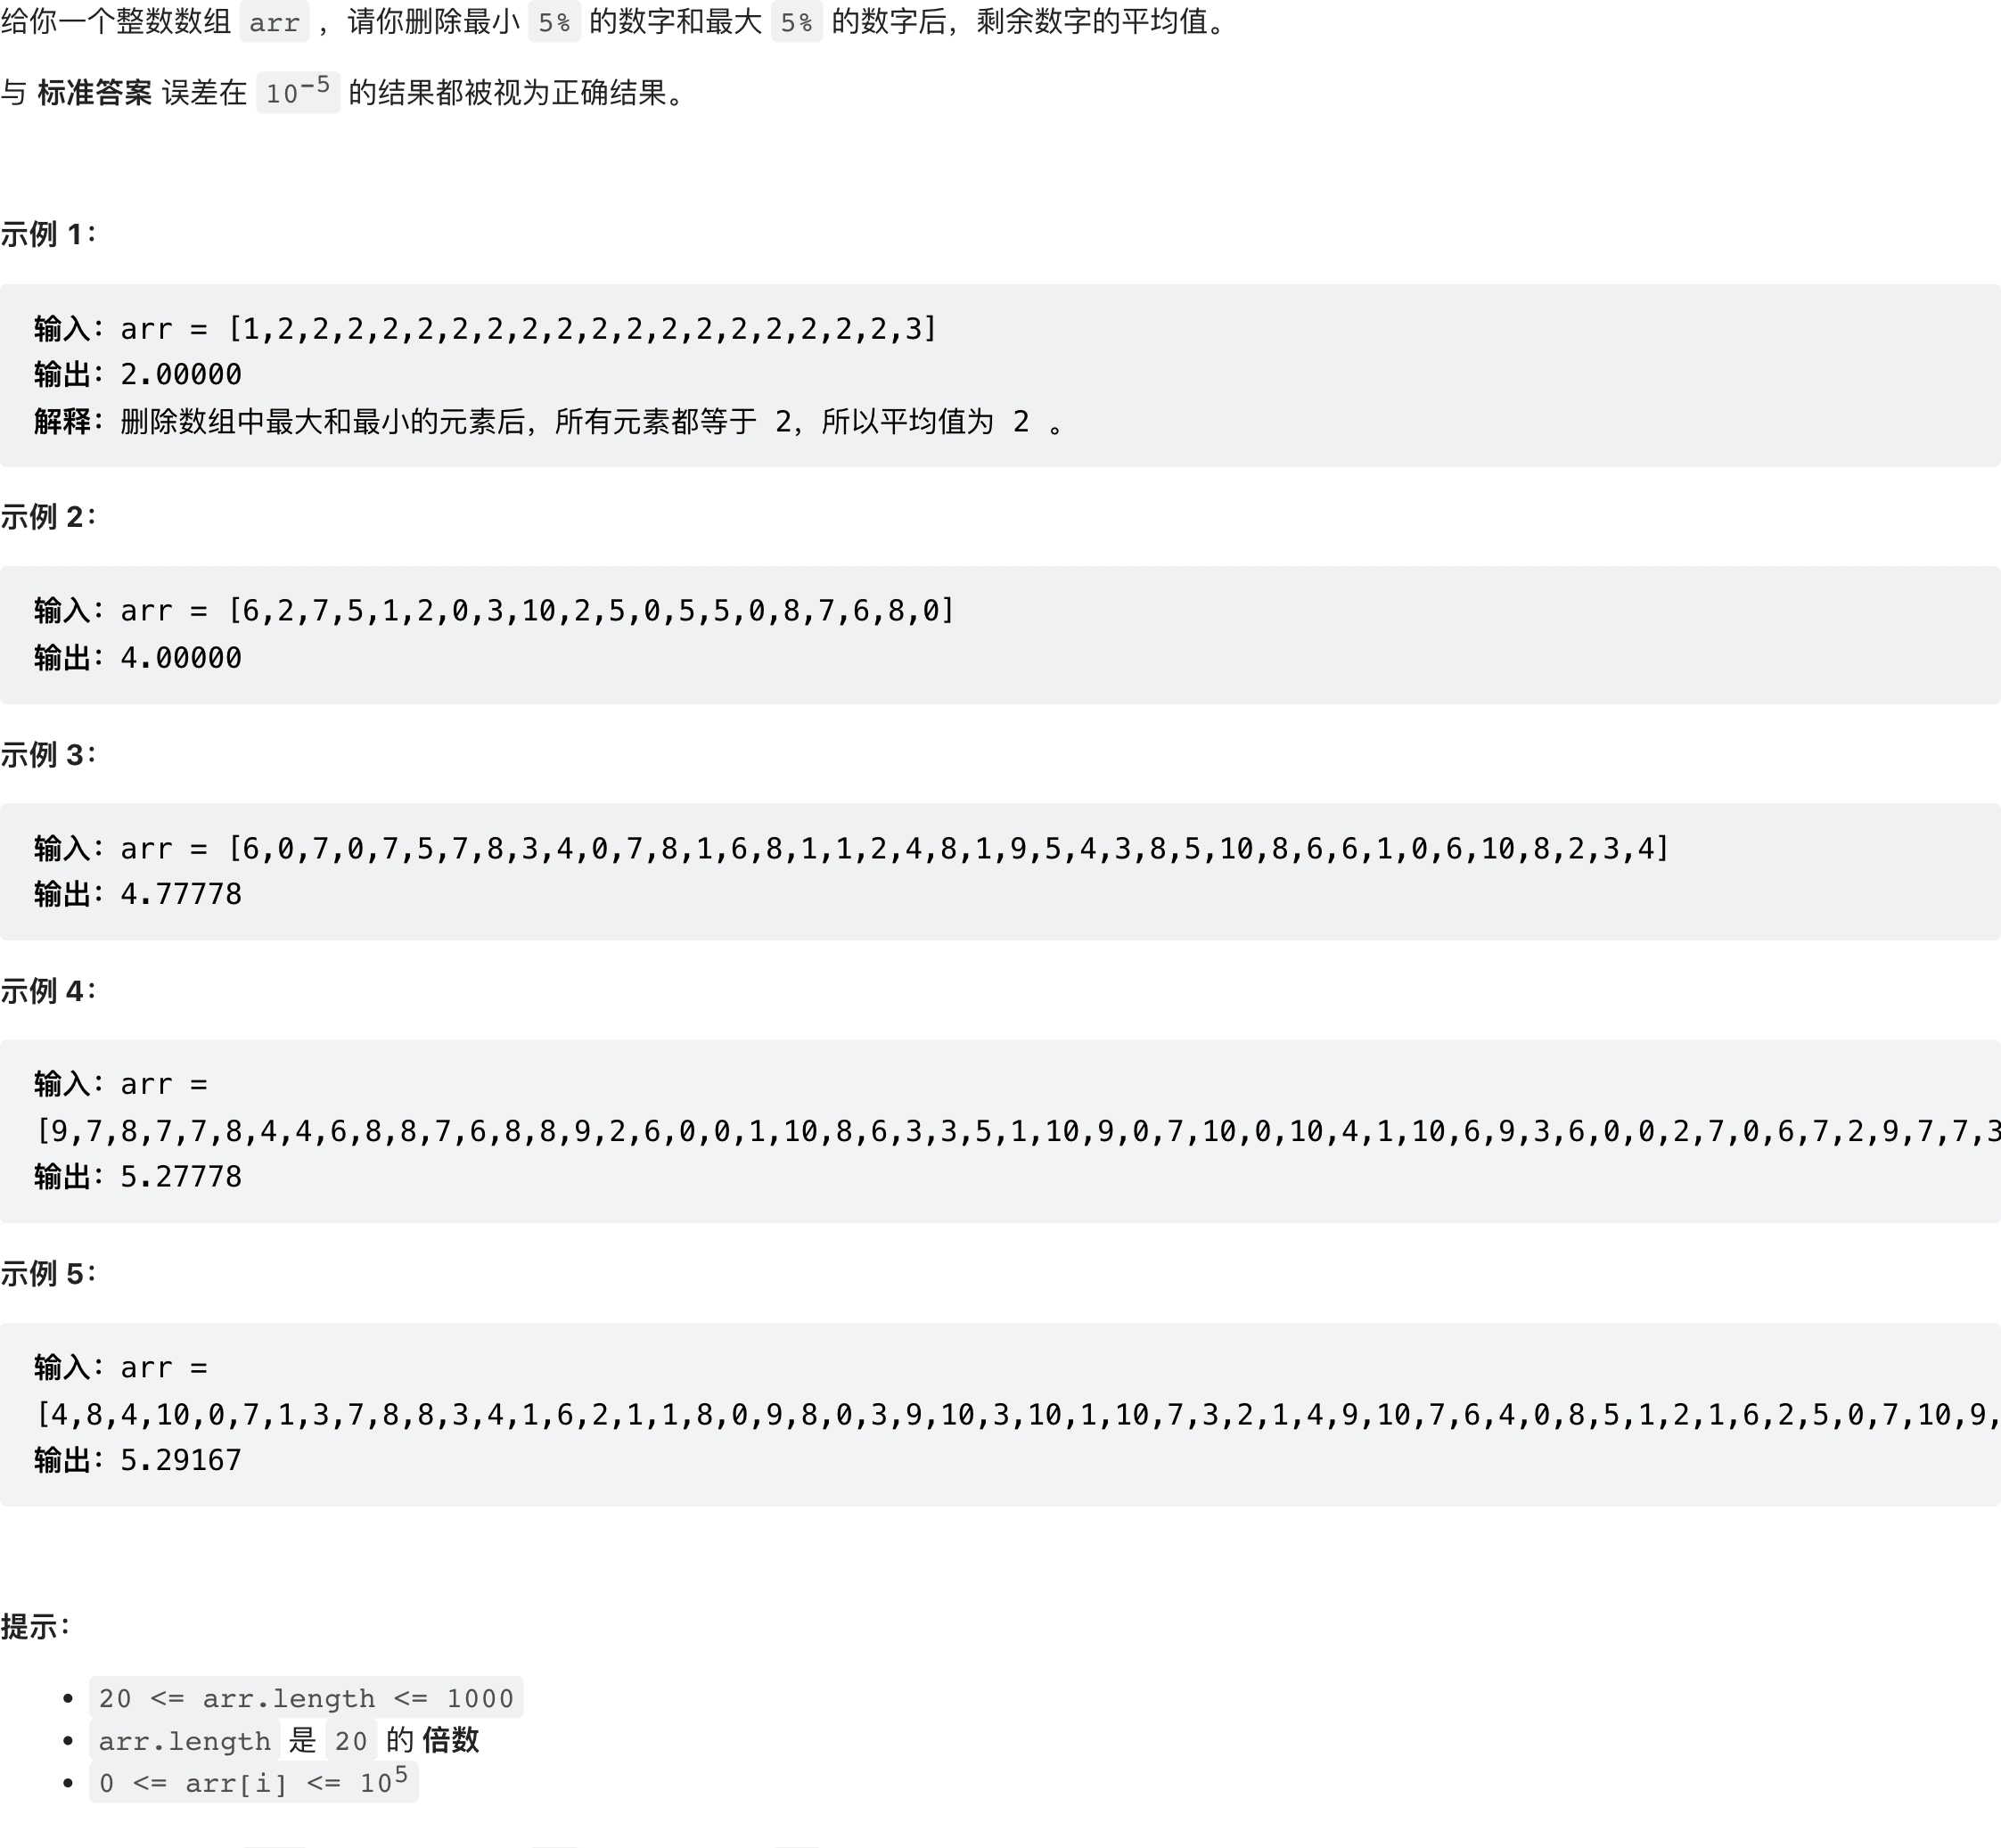 给你一个整数数组 arr ，请你删除最小 5% 的数字和最大 5% 的数字后，剩余数字的平均值。
与 标准答案 误差在 10⁻⁵ 的结果都被视为正确结果。
示例 1：
输入：arr = [1,2,2,2,2,2,2,2,2,2,2,2,2,2,2,2,2,2,2,3]
输出：2.00000
解释：删除数组中最大和最小的元素后，所有元素都等于 2，所以平均值为 2 。
示例 2：
输入：arr = [6,2,7,5,1,2,0,3,10,2,5,0,5,5,0,8,7,6,8,0]
输出：4.00000
示例 3：
输入：arr = [6,0,7,0,7,5,7,8,3,4,0,7,8,1,6,8,1,1,2,4,8,1,9,5,4,3,8,5,10,8,6,6,1,0,6,10,8,2,3,4]
输出：4.77778
示例 4：
输入：arr =
[9,7,8,7,7,8,4,4,6,8,8,7,6,8,8,9,2,6,0,0,1,10,8,6,3,3,5,1,10,9,0,7,10,0,10,4,1,10,6,9,3,6,0,0,2,7,0,6,7,2,9,7,7,3
输出：5.27778
示例 5：
输入：arr =
[4,8,4,10,0,7,1,3,7,8,8,3,4,1,6,2,1,1,8,0,9,8,0,3,9,10,3,10,1,10,7,3,2,1,4,9,10,7,6,4,0,8,5,1,2,1,6,2,5,0,7,10,9,
输出：5.29167
提示：
20 <= arr.length <= 1000
arr.length 是 20 的 倍数
0 <= arr[i] <= 10⁵